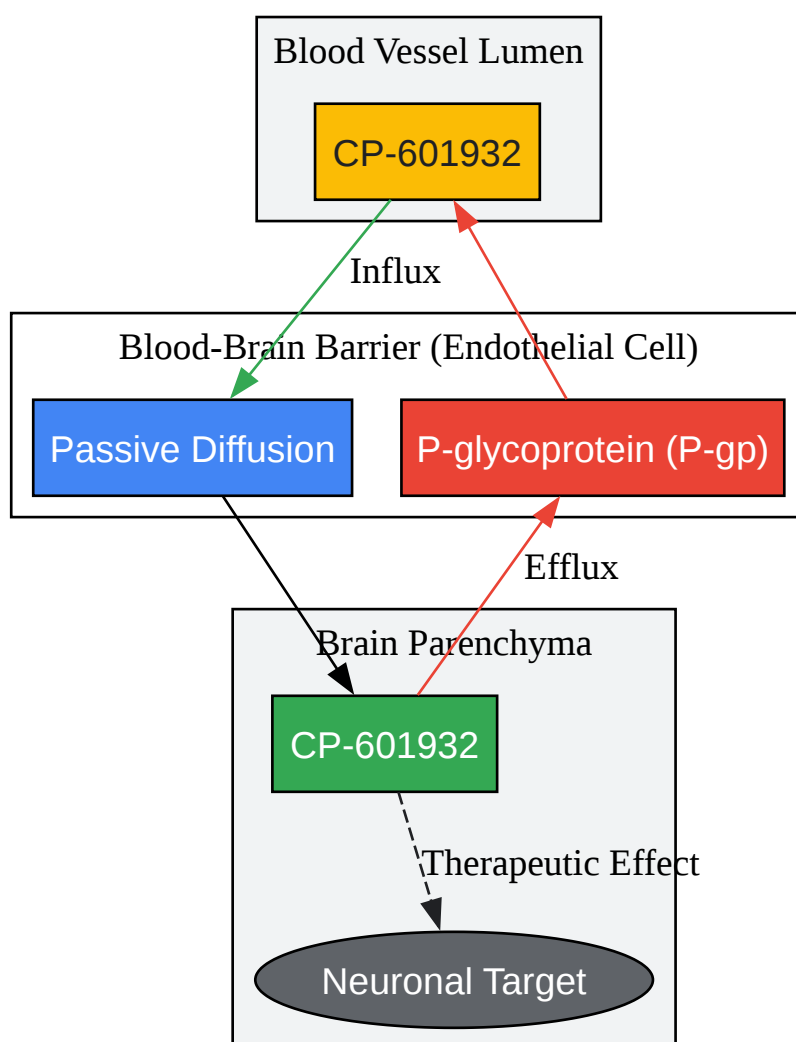 Blood Vessel Lumen
CP-601932
Influx
Blood-Brain Barrier (Endothelial Cell)
Passive Diffusion
P-glycoprotein (P-gp)
Efflux
Brain Parenchyma
CP-601932
Therapeutic Effect
Neuronal Target